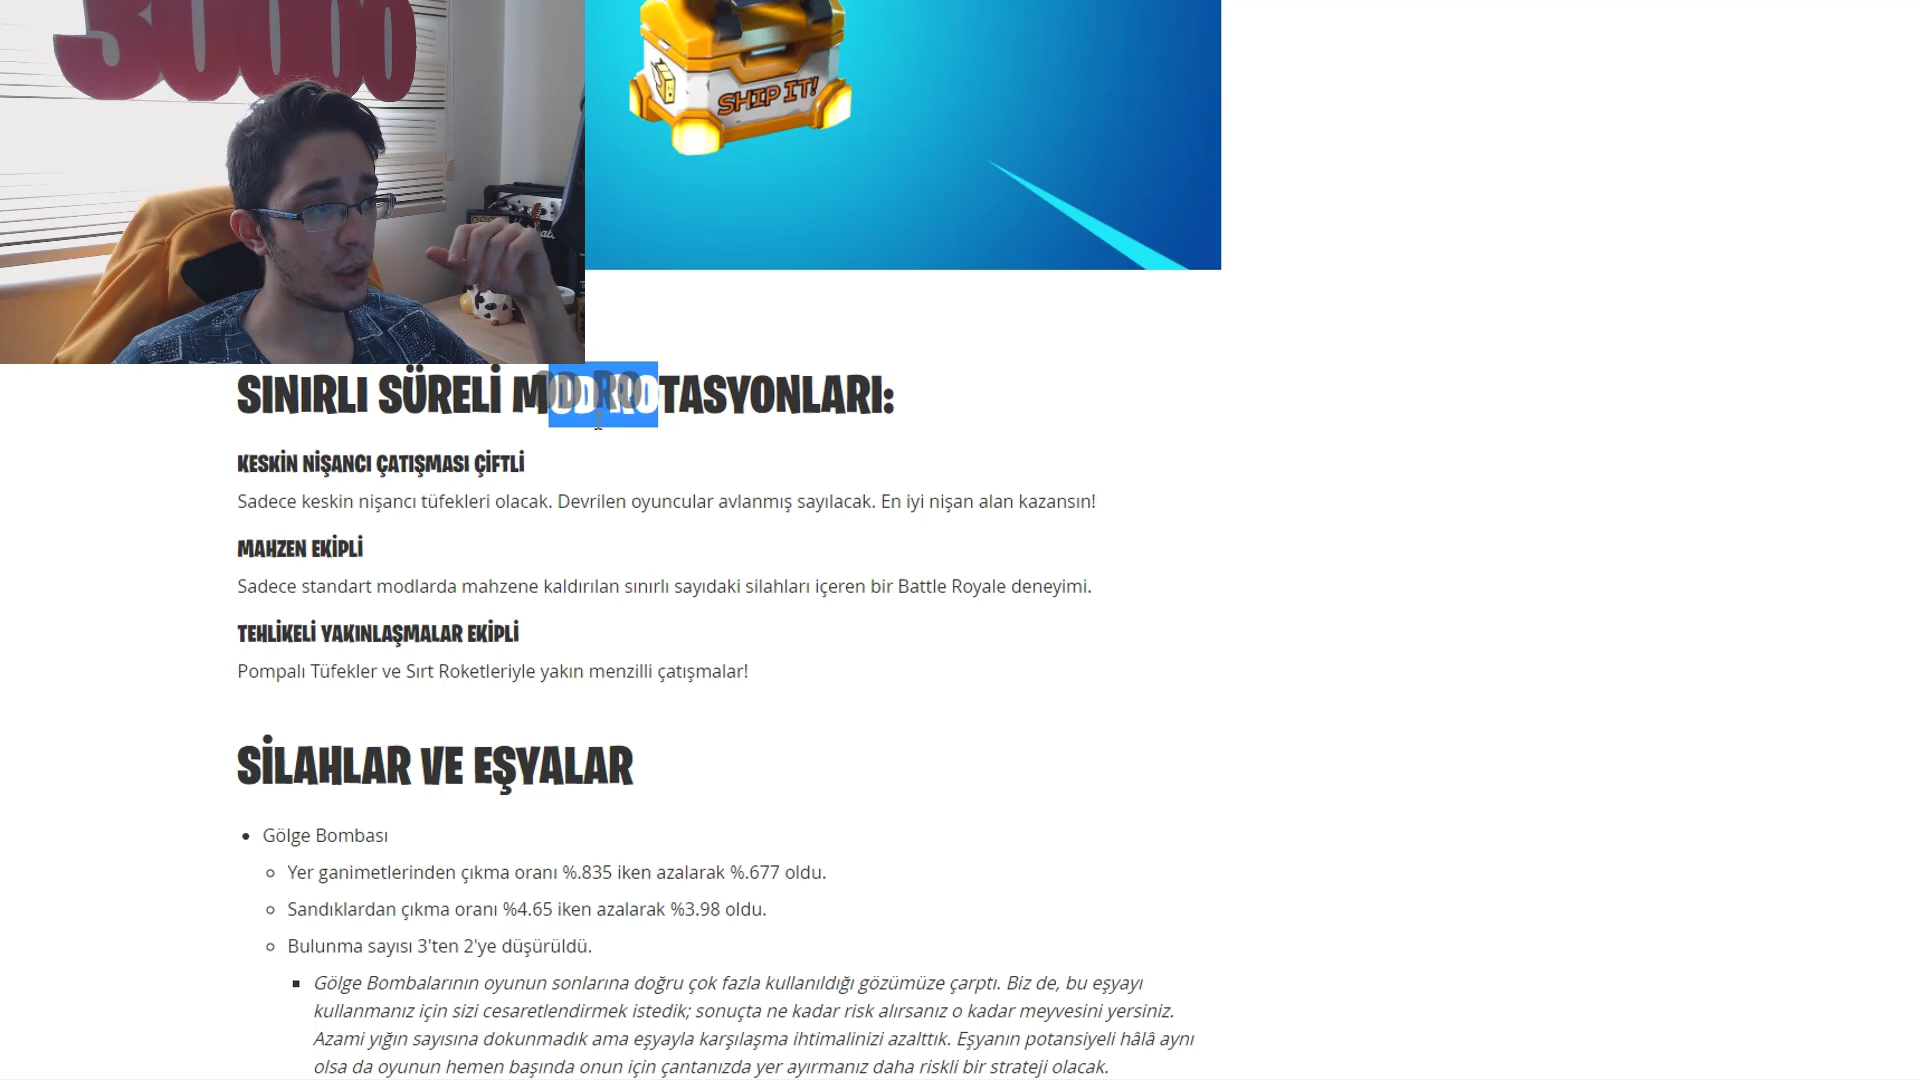 30000
SHIP IT!
SINIRLI SÜRELİ MOD ROTASYONLARI:
KESKİN NİŞANCI ÇATIŞMASI ÇİFTLİ
Sadece keskin nişancı tüfekleri olacak. Devrilen oyuncular avlanmış sayılacak. En iyi nişan alan kazansın!
MAHZEN EKİPLİ
Sadece standart modlarda mahzene kaldırılan sınırlı sayıdaki silahları içeren bir Battle Royale deneyimi.
TEHLİKELİ YAKINLAŞMALAR EKİPLİ
Pompalı Tüfekler ve Sırt Roketleriyle yakın menzilli çatışmalar!
SİLAHLAR VE EŞYALAR
• Gölge Bombası
○ Yer ganimetlerinden çıkma oranı %.835 iken azalarak %.677 oldu.
○ Sandıklardan çıkma oranı %4.65 iken azalarak %3.98 oldu.
○ Bulunma sayısı 3'ten 2'ye düşürüldü.
▪ Gölge Bombalarının oyunun sonlarına doğru çok fazla kullanıldığı gözümüze çarptı. Biz de, bu eşyayı
kullanmanız için sizi cesaretlendirmek istedik; sonuçta ne kadar risk alırsanız o kadar meyvesini yersiniz.
Azami yığın sayısına dokunmadık ama eşyayla karşılaşma ihtimalinizi azalttık. Eşyanın potansiyeli hâlâ aynı
olsa da oyunun hemen başında onun için çantanızda yer ayırmanız daha riskli bir strateji olacak.